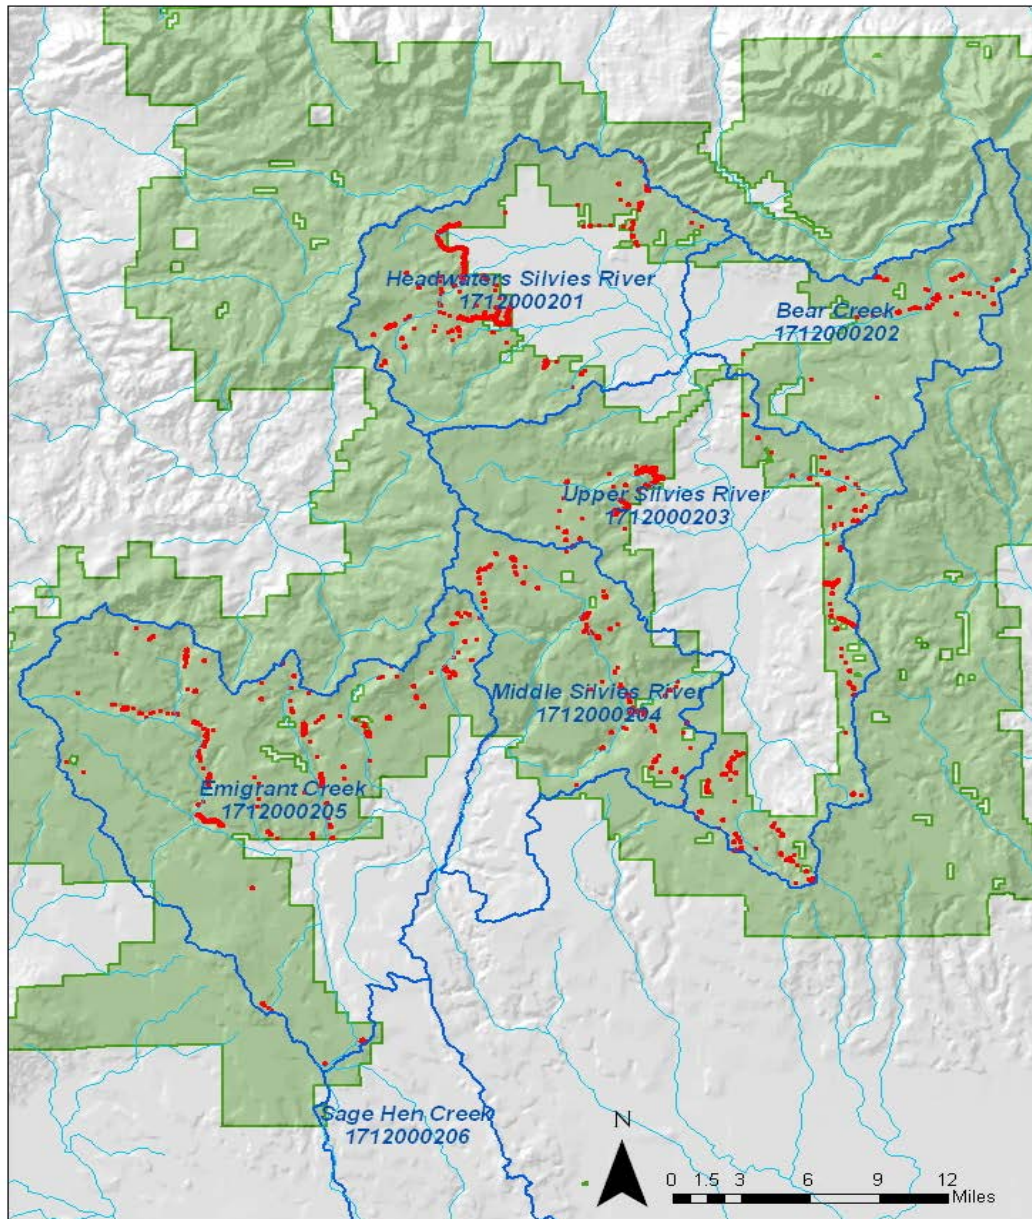 Headwaters Silvies River
1712000201
Bear Creek
1712000202
Upper Silvies River
1712000203
Middle Silvies River
1712000204
Emigrant Creek
1712000205
Sage Hen Creek
1712000206
N
0 1.5 3 6 9 12
Miles